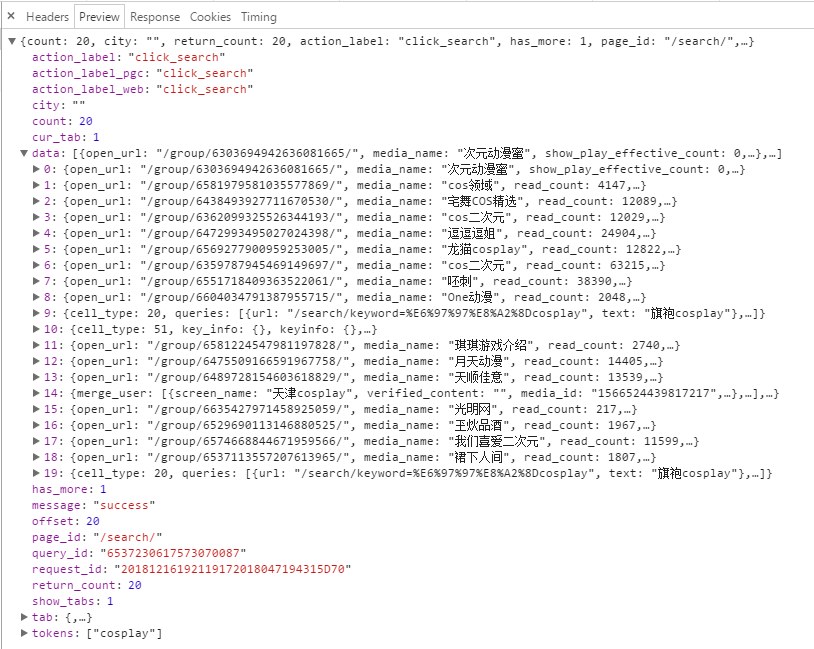 × Headers Preview Response Cookies Timing
▼{count: 20, city: "", return_count: 20, action_label: "click_search", has_more: 1, page_id: "/search/",…}
action_label: "click_search"
action_label_pgc: "click_search"
action_label_web: "click_search"
city: ""
count: 20
cur_tab: 1
▼data: [{open_url: "/group/6303694942636081665/", media_name: "次元动漫蜜", show_play_effective_count: 0,…},…]
▶0: {open_url: "/group/6303694942636081665/", media_name: "次元动漫蜜", show_play_effective_count: 0,…}
▶1: {open_url: "/group/6581979581035577869/", media_name: "cos领域", read_count: 4147,…}
▶2: {open_url: "/group/6438493927711670530/", media_name: "宅舞COS精选", read_count: 12089,…}
▶3: {open_url: "/group/6362099325526344193/", media_name: "cos二次元", read_count: 12029,…}
▶4: {open_url: "/group/6472993495027024398/", media_name: "逗逗逗姐", read_count: 24904,…}
▶5: {open_url: "/group/6569277900959253005/", media_name: "龙猫cosplay", read_count: 12822,…}
▶6: {open_url: "/group/6359787945469149697/", media_name: "cos二次元", read_count: 63215,…}
▶7: {open_url: "/group/6551718409363522061/", media_name: "呸刺", read_count: 38390,…}
▶8: {open_url: "/group/6604034791387955715/", media_name: "One动漫", read_count: 2048,…}
▶9: {cell_type: 20, queries: [{url: "/search/keyword=%E6%97%97%E8%A2%8Dcosplay", text: "旗袍cosplay"},…]}
▶10: {cell_type: 51, key_info: {}, keyinfo: {},…}
▶11: {open_url: "/group/6581224547981197828/", media_name: "琪琪游戏介绍", read_count: 2740,…}
▶12: {open_url: "/group/6475509166591967758/", media_name: "月天动漫", read_count: 14405,…}
▶13: {open_url: "/group/6489728154603618829/", media_name: "天顺佳意", read_count: 13539,…}
▶14: {merge_user: [{screen_name: "天津cosplay", verified_content: "", media_id: "1566524439817217",…},…],…}
▶15: {open_url: "/group/6635427971458925059/", media_name: "光明网", read_count: 217,…}
▶16: {open_url: "/group/6529690113146880525/", media_name: "王炏品酒", read_count: 1967,…}
▶17: {open_url: "/group/6574668844671959566/", media_name: "我们喜爱二次元", read_count: 11599,…}
▶18: {open_url: "/group/6537113557207613965/", media_name: "裙下人间", read_count: 1807,…}
▶19: {cell_type: 20, queries: [{url: "/search/keyword=%E6%97%97%E8%A2%8Dcosplay", text: "旗袍cosplay"},…]}
has_more: 1
message: "success"
offset: 20
page_id: "/search/"
query_id: "6537230617573070087"
request_id: "20181216192119172018047194315D70"
return_count: 20
show_tabs: 1
▶tab: {,…}
▶tokens: ["cosplay"]